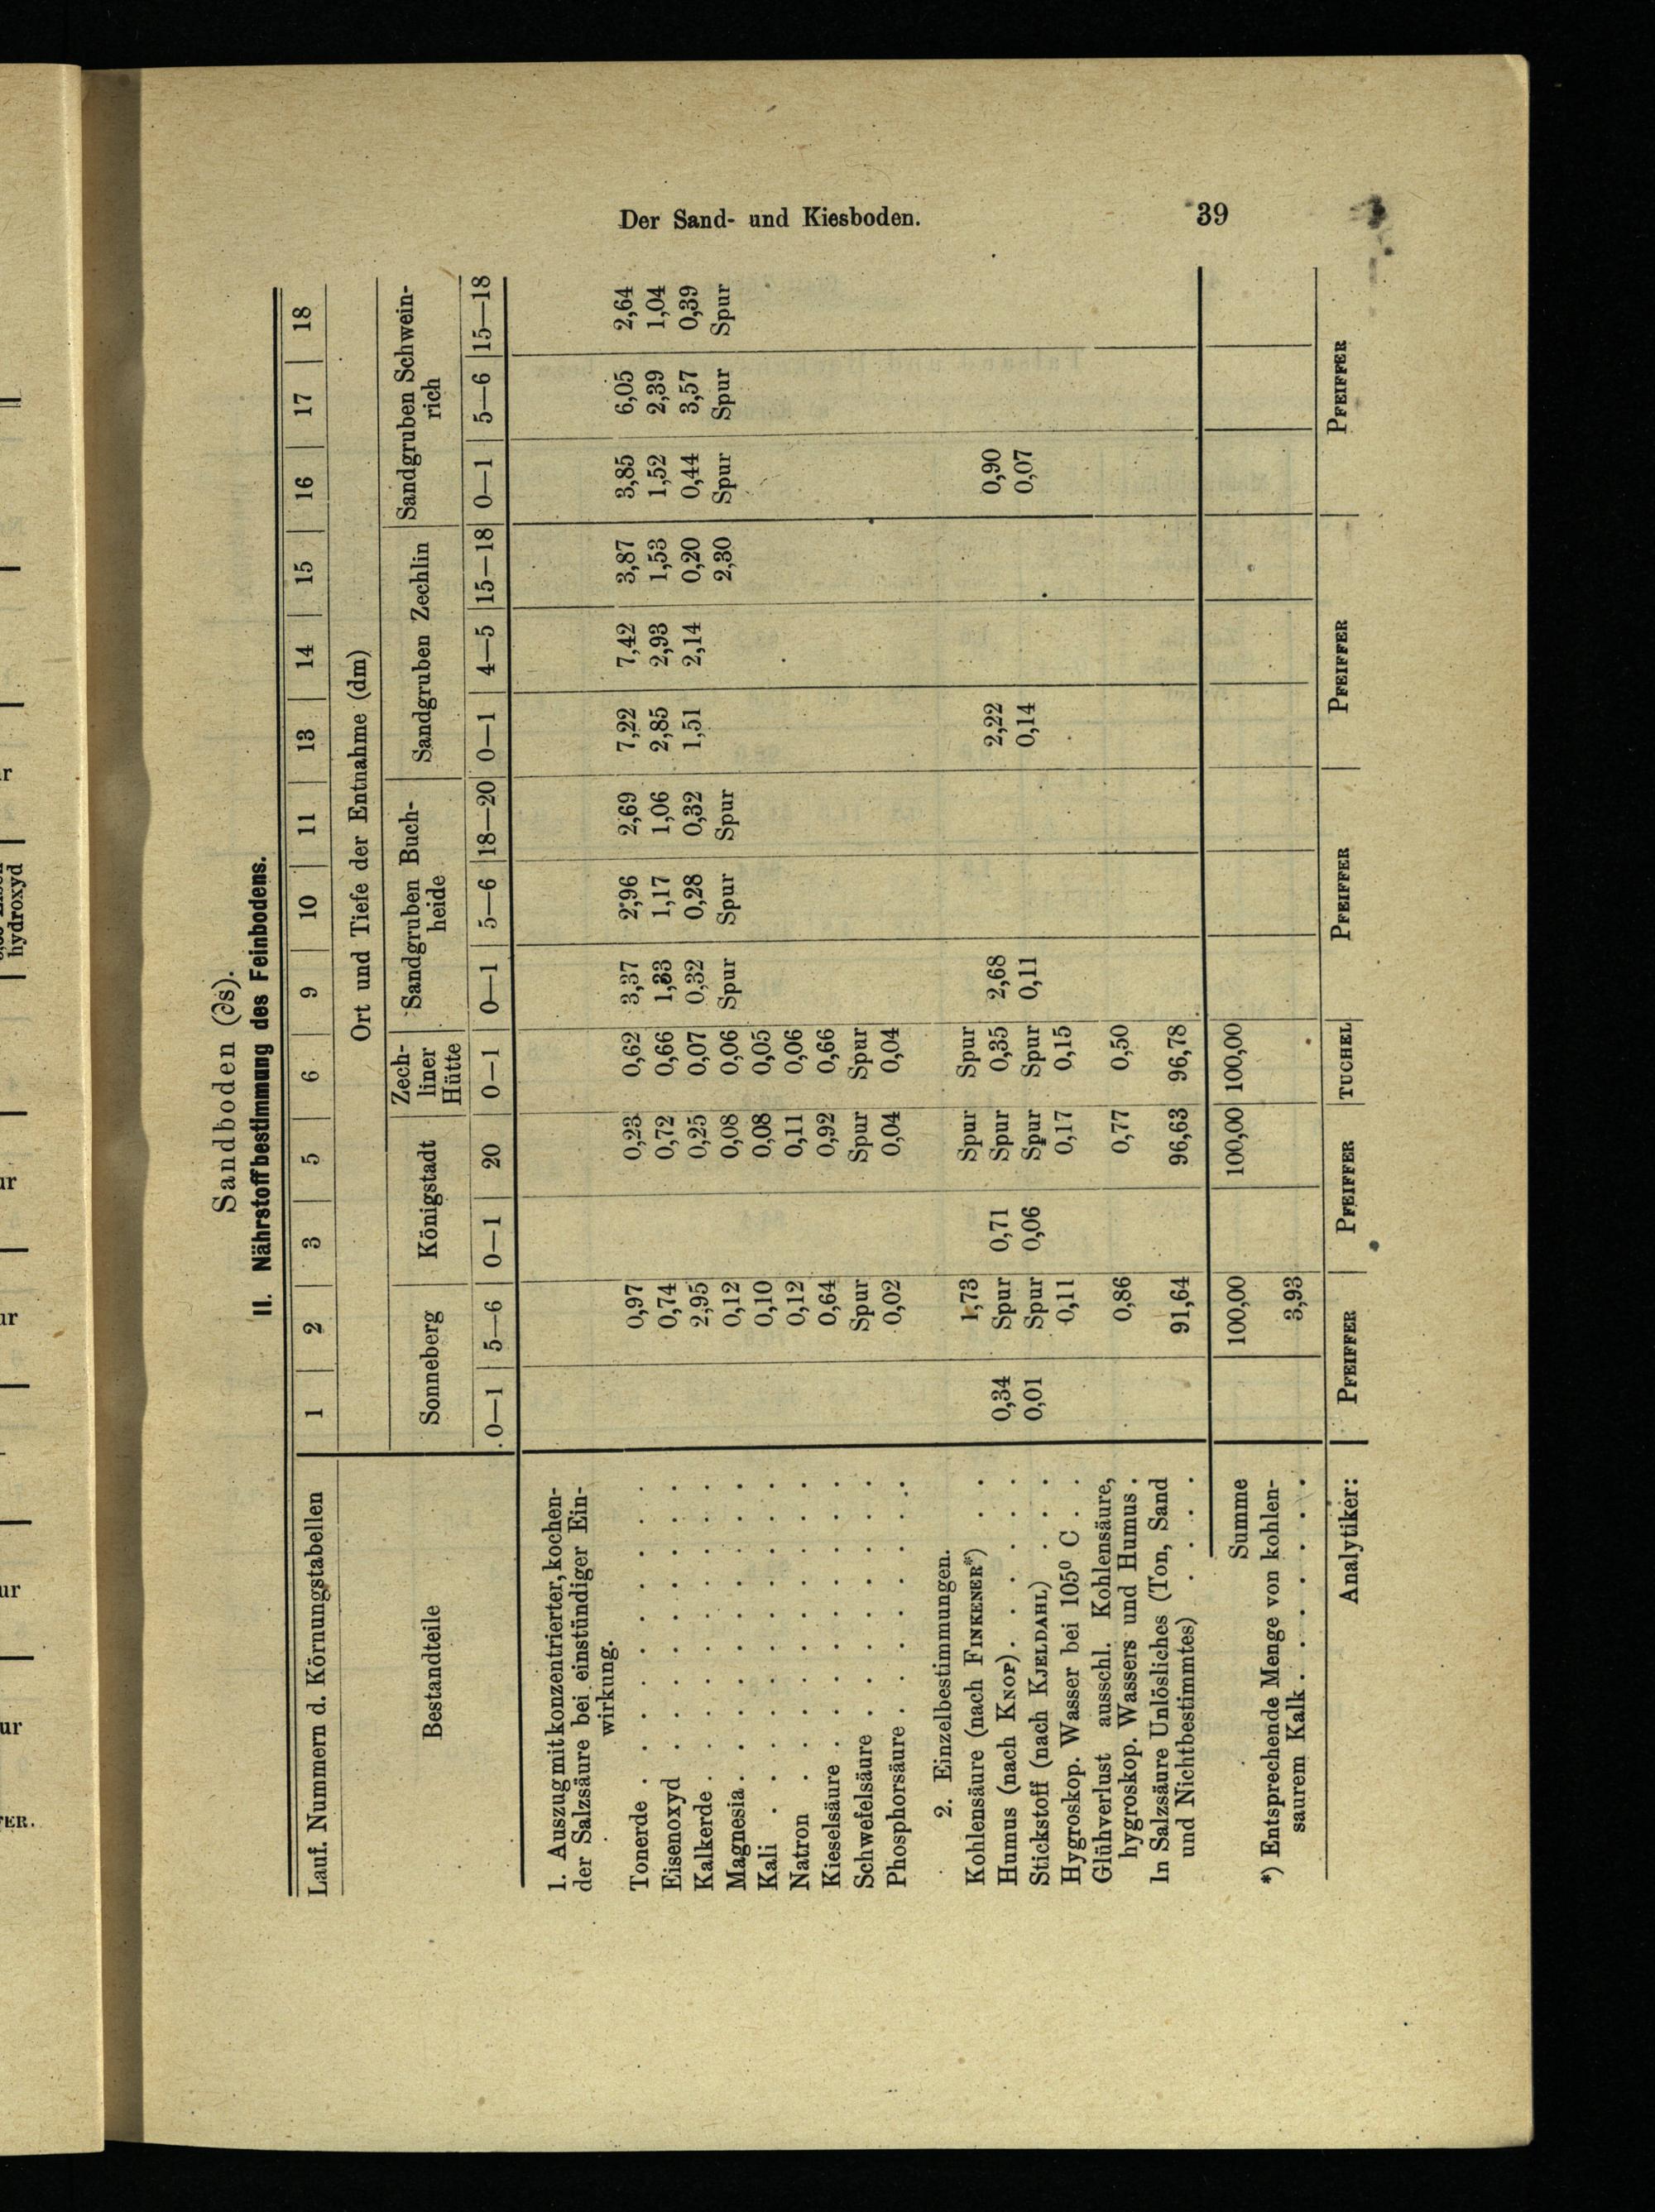 Der Sand- und Kiesboden. 39
Sandboden (∂s).
II. Nährstoffbestimmung des Feinbodens.
Lauf. Nummern d. Körnungstabellen 1 2 3 5 6 9 10 11 13 14 15 16 17 18
Ort und Tiefe der Entnahme (dm)
Bestandteile Sonneberg Königstadt Zech- Sandgruben Buch- Sandgruben Zechlin Sandgruben Schwein-
liner heide rich
Hütte
0—1 5—6 0—1 20 0—1 0—1 5—6 18—20 0—1 4—5 15—18 0—1 5—6 15—18
1. Auszug mit konzentrierter, kochen-
der Salzsäure bei einstündiger Ein-
wirkung.
Tonerde . . . . . . . . . . 0,97 0,23 0,62 3,37 2,96 2,69 7,22 7,42 3,87 3,85 6,05 2,64
Eisenoxyd . . . . . . . . . 0,74 0,72 0,66 1,33 1,17 1,06 2,85 2,93 1,53 1,52 2,39 1,04
Kalkerde . . . . . . . . . . 2,95 0,25 0,07 0,32 0,28 0,32 1,51 2,14 0,20 0,44 3,57 0,39
Magnesia . . . . . . . . . . 0,12 0,08 0,06 Spur Spur Spur 2,30 Spur Spur Spur
Kali . . . . . . . . . . . 0,10 0,08 0,05
Natron . . . . . . . . . . 0,12 0,11 0,06
Kieselsäure . . . . . . . . . 0,64 0,92 0,66
Schwefelsäure . . . . . . . . Spur Spur Spur
Phosphorsäure . . . . . . . . 0,02 0,04 0,04
2. Einzelbestimmungen.
Kohlensäure (nach FINKENER*) . . 1,73 Spur Spur
Humus (nach KNOP) . . . . . . 0,34 Spur 0,71 Spur 0,35 2,68 2,22 0,90
Stickstoff (nach KJELDAHL) . . . 0,01 Spur 0,06 Spur Spur 0,11 0,14 0,07
Hygroskop. Wasser bei 105° C . . 0,11 0,17 0,15
Glühverlust ausschl. Kohlensäure,
hygroskop. Wassers und Humus . 0,86 0,77 0,50
In Salzsäure Unlösliches (Ton, Sand
und Nichtbestimmtes) . . . . 91,64 96,63 96,78
Summe 100,00 100,00 100,00
*) Entsprechende Menge von kohlen-
saurem Kalk . . . . . . . 3,93
Analytiker: PFEIFFER PFEIFFER TUCHEL PFEIFFER PFEIFFER PFEIFFER
hydroxyd